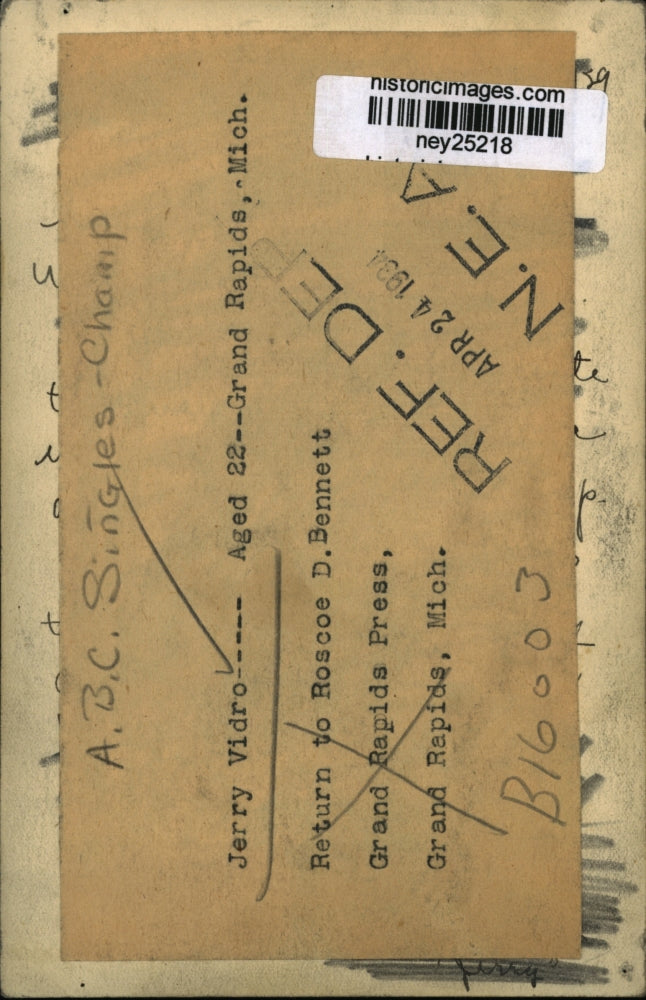 historicimages.com
ney25218
A.B.C. Singles - Champ
Jerry Vidro----- Aged 22--Grand Rapids, Mich.
Return to Roscoe D.Bennett
Grand Rapids Press,
Grand Rapids, Mich.
REF. DEP
APR 24 1934
N.E.A
B16003
"Jerry"